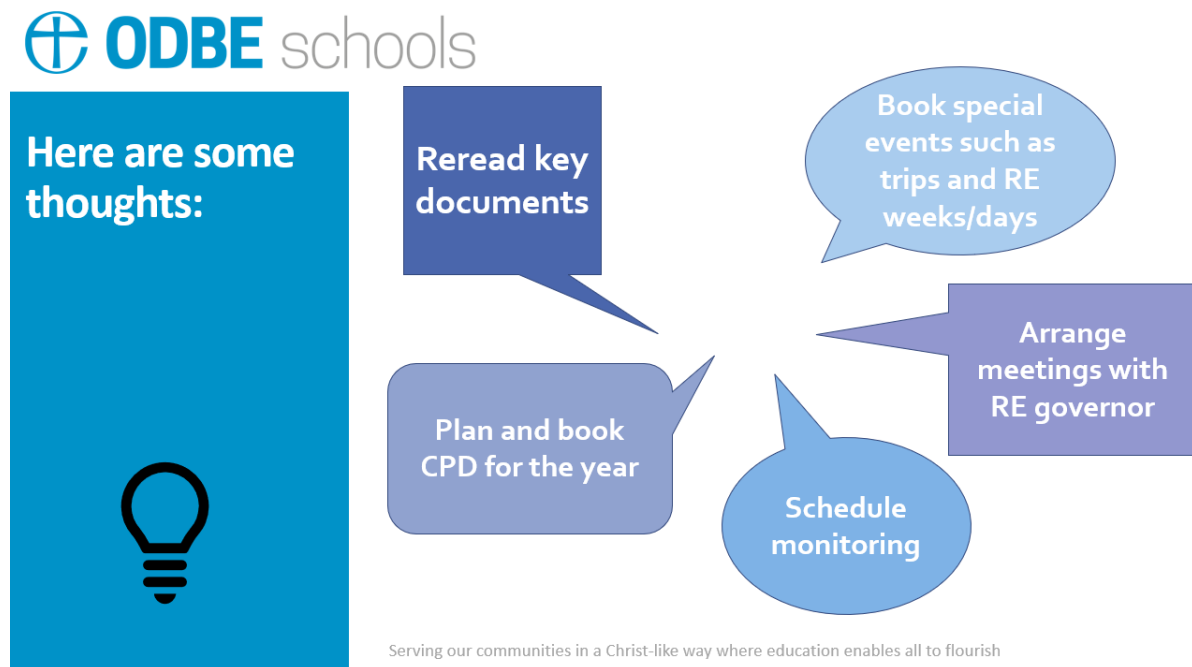 ODBE schools
Here are some
thoughts:
Reread key
documents
Book special
events such as
trips and RE
weeks/days
Arrange
meetings with
RE governor
Plan and book
CPD for the year
Schedule
monitoring
Serving our communities in a Christ-like way where education enables all to flourish